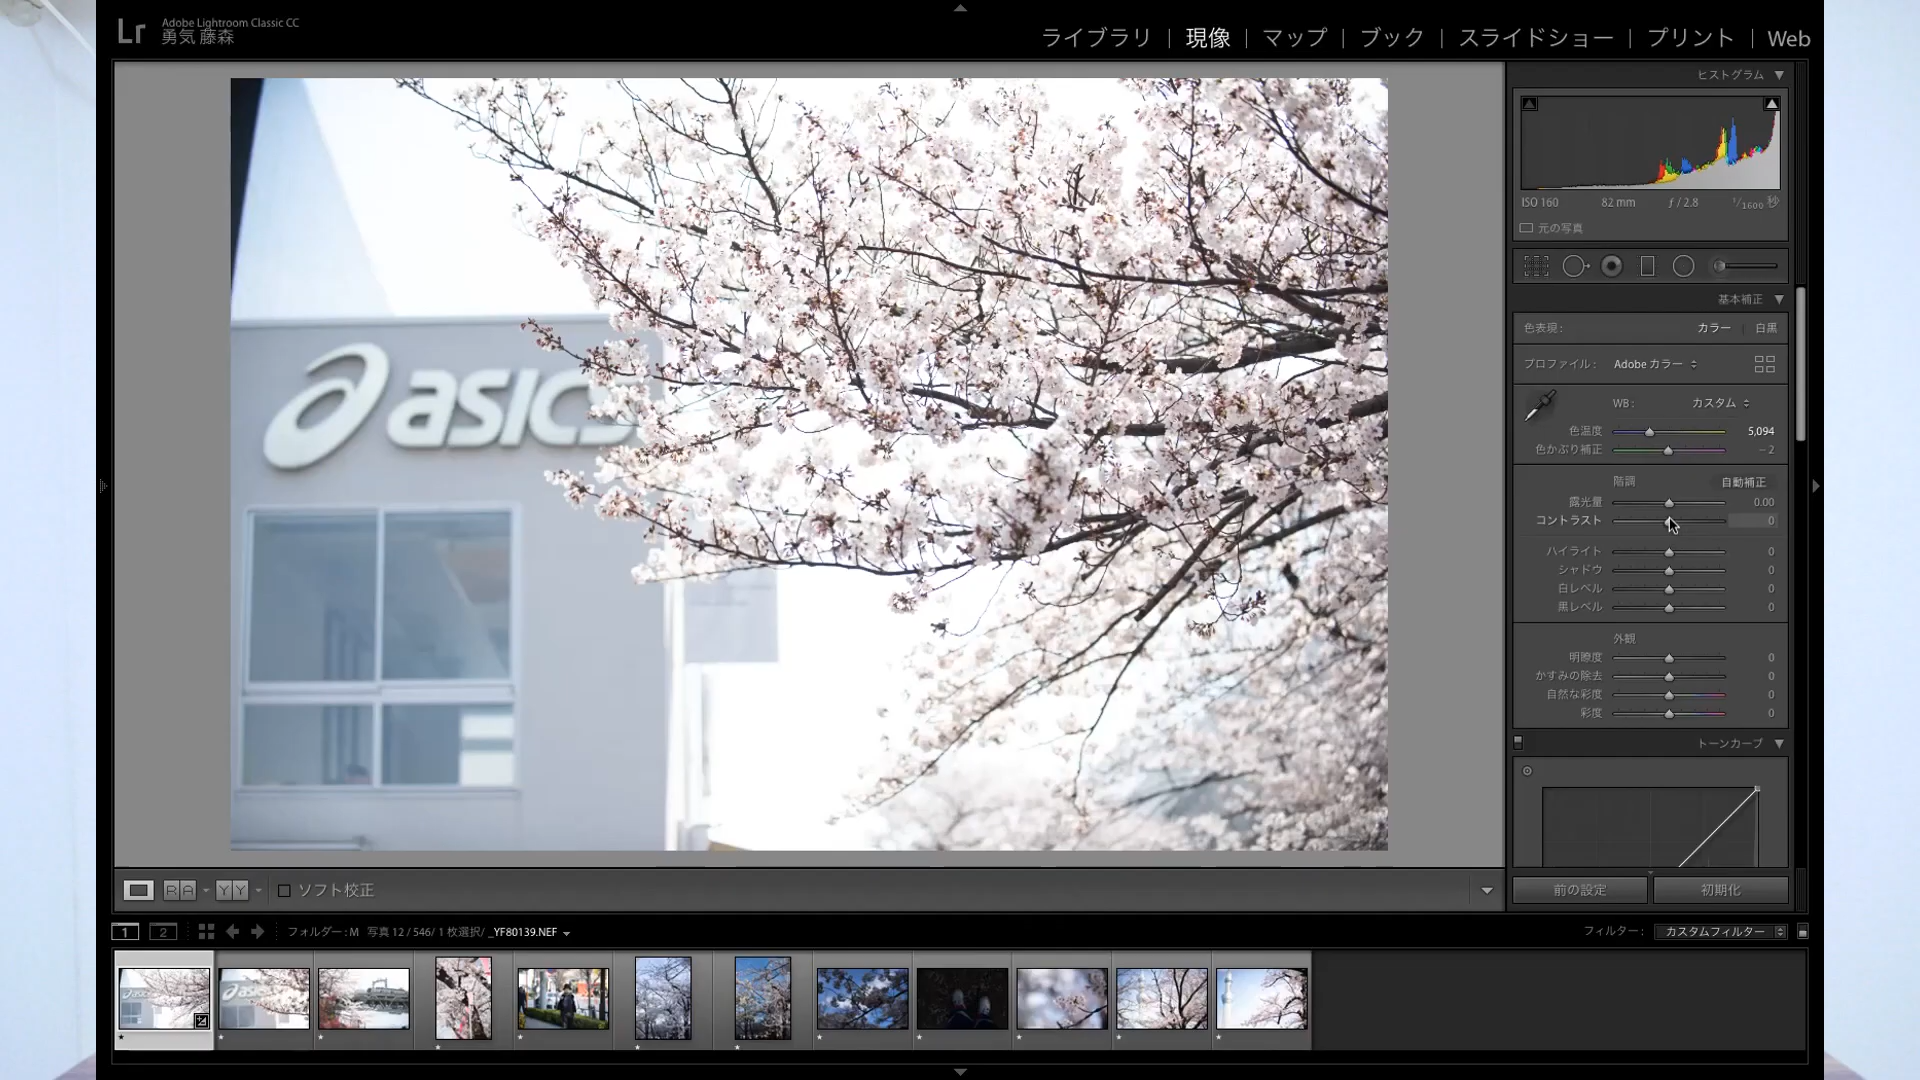 Lr
Adobe Lightroom Classic CC
勇気 藤森
ライブラリ | 現像 | マップ | ブック | スライドショー | プリント | Web
ヒストグラム
ISO 160 82 mm ƒ / 2.8 1/1600 秒
元の写真
基本補正
色表現: カラー 白黒
プロファイル: Adobe カラー
WB: カスタム
色温度 5,094
色かぶり補正 − 2
階調 自動補正
露光量 0.00
コントラスト 0
ハイライト 0
シャドウ 0
白レベル 0
黒レベル 0
外観
明瞭度 0
かすみの除去 0
自然な彩度 0
彩度 0
トーンカーブ
asics
R A Y Y ソフト校正
前の設定 初期化
1 2 フォルダー: M 写真 12 / 546/ 1 枚選択/ _YF80139.NEF
フィルター: カスタムフィルター